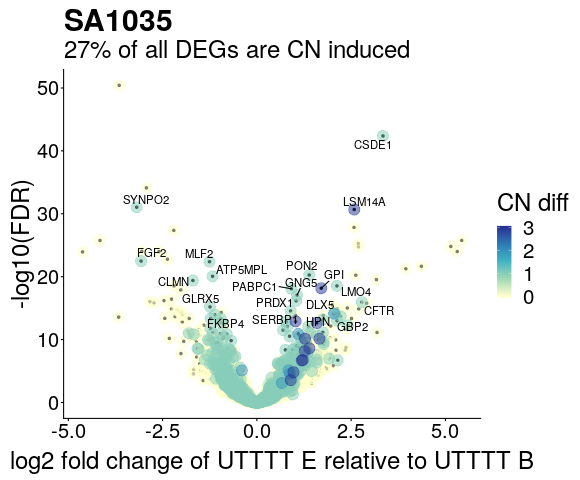 SA1035
27% of all DEGs are CN induced
50
40
30
20
10
0
-log10(FDR)
CSDE1
SYNPO2
LSM14A
FGF2
MLF2
ATP5MPL
PON2
GPI
CLMN
PABPC1
GNG5
LMO4
GLRX5
PRDX1
DLX5
CFTR
FKBP4
SERBP1
HPN
GBP2
-5.0
-2.5
0.0
2.5
5.0
log2 fold change of UTTTT E relative to UTTTT B
CN diff
3
2
1
0